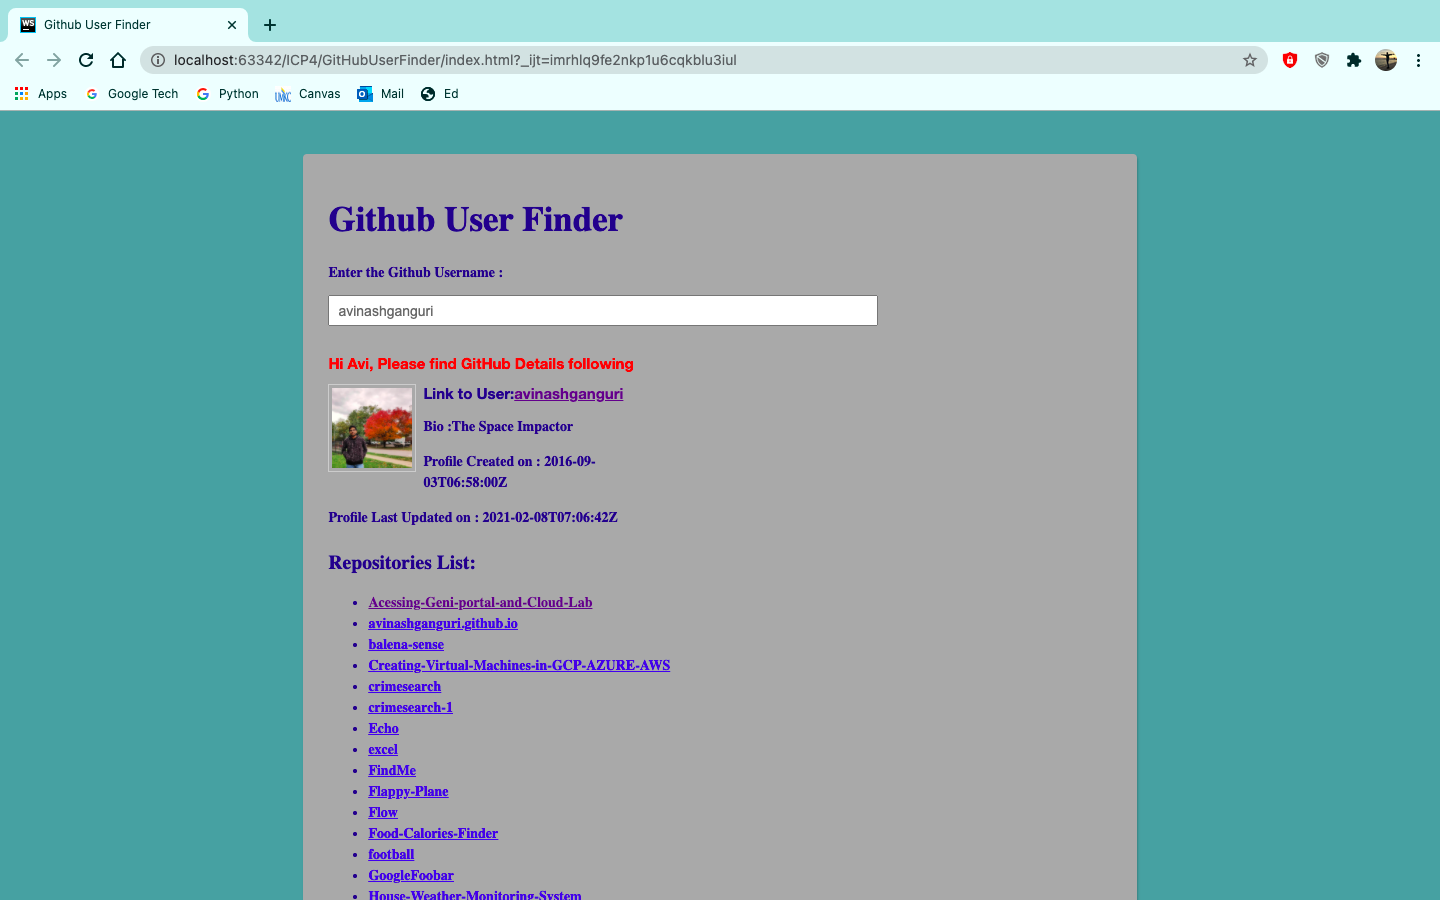 WS Github User Finder
localhost:63342/ICP4/GitHubUserFinder/index.html?_ijt=imrhlq9fe2nkp1u6cqkblu3iul
Apps Google Tech Python UMKC Canvas Mail Ed
Github User Finder
Enter the Github Username :
avinashganguri
Hi Avi, Please find GitHub Details following
Link to User:avinashganguri
Bio :The Space Impactor
Profile Created on : 2016-09-
03T06:58:00Z
Profile Last Updated on : 2021-02-08T07:06:42Z
Repositories List:
• Acessing-Geni-portal-and-Cloud-Lab
• avinashganguri.github.io
• balena-sense
• Creating-Virtual-Machines-in-GCP-AZURE-AWS
• crimesearch
• crimesearch-1
• Echo
• excel
• FindMe
• Flappy-Plane
• Flow
• Food-Calories-Finder
• football
• GoogleFoobar
• House-Weather-Monitoring-System